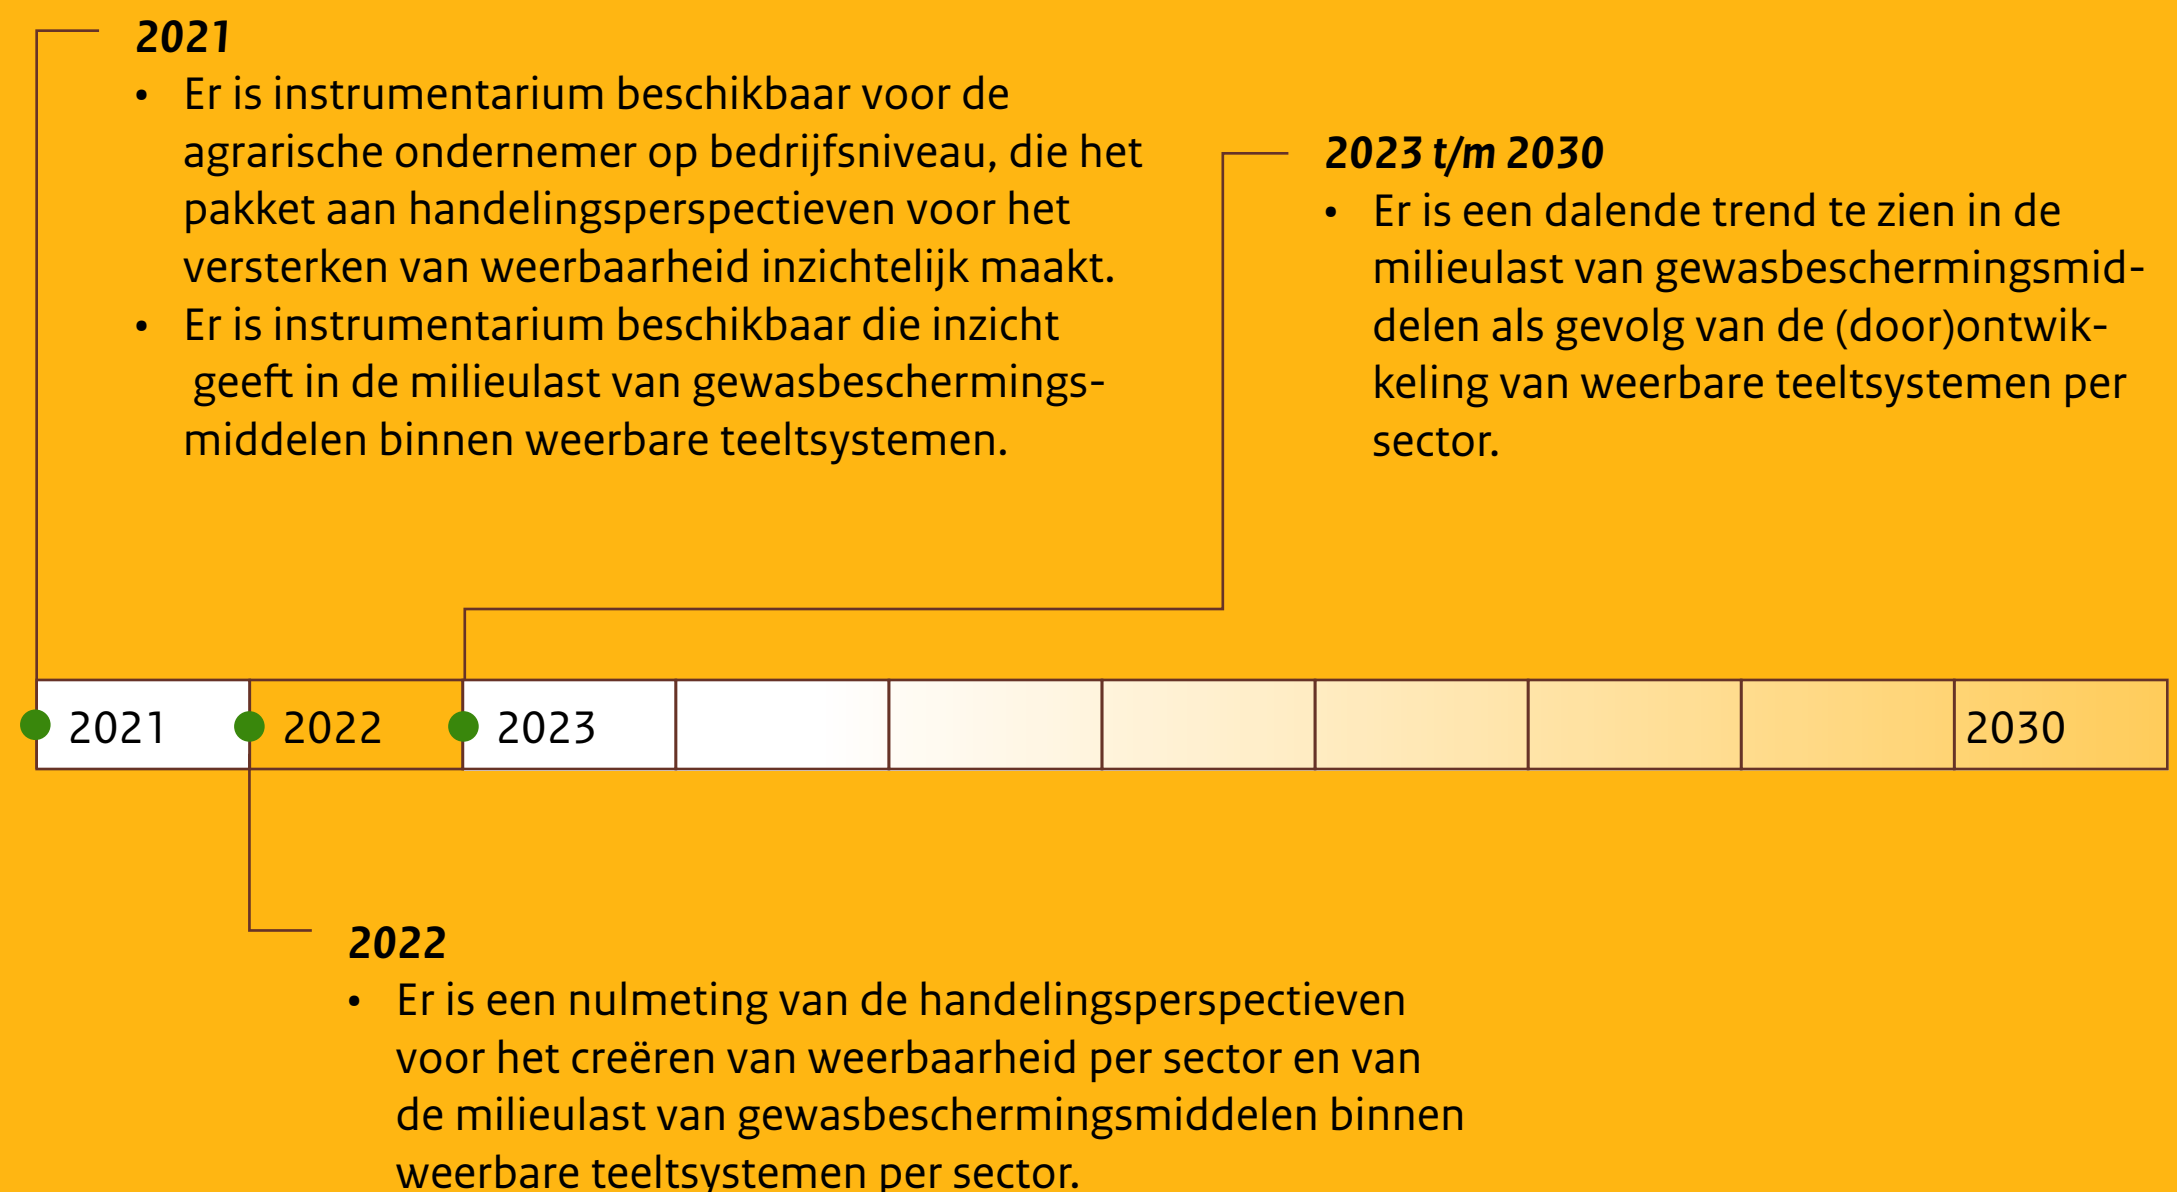 2021
• Er is instrumentarium beschikbaar voor de
agrarische ondernemer op bedrijfsniveau, die het
pakket aan handelingsperspectieven voor het
versterken van weerbaarheid inzichtelijk maakt.
• Er is instrumentarium beschikbaar die inzicht
geeft in de milieulast van gewasbeschermings-
middelen binnen weerbare teeltsystemen.
2023 t/m 2030
• Er is een dalende trend te zien in de
milieulast van gewasbeschermingsmid-
delen als gevolg van de (door)ontwik-
keling van weerbare teeltsystemen per
sector.
2021 2022 2023 2030
2022
• Er is een nulmeting van de handelingsperspectieven
voor het creëren van weerbaarheid per sector en van
de milieulast van gewasbeschermingsmiddelen binnen
weerbare teeltsystemen per sector.